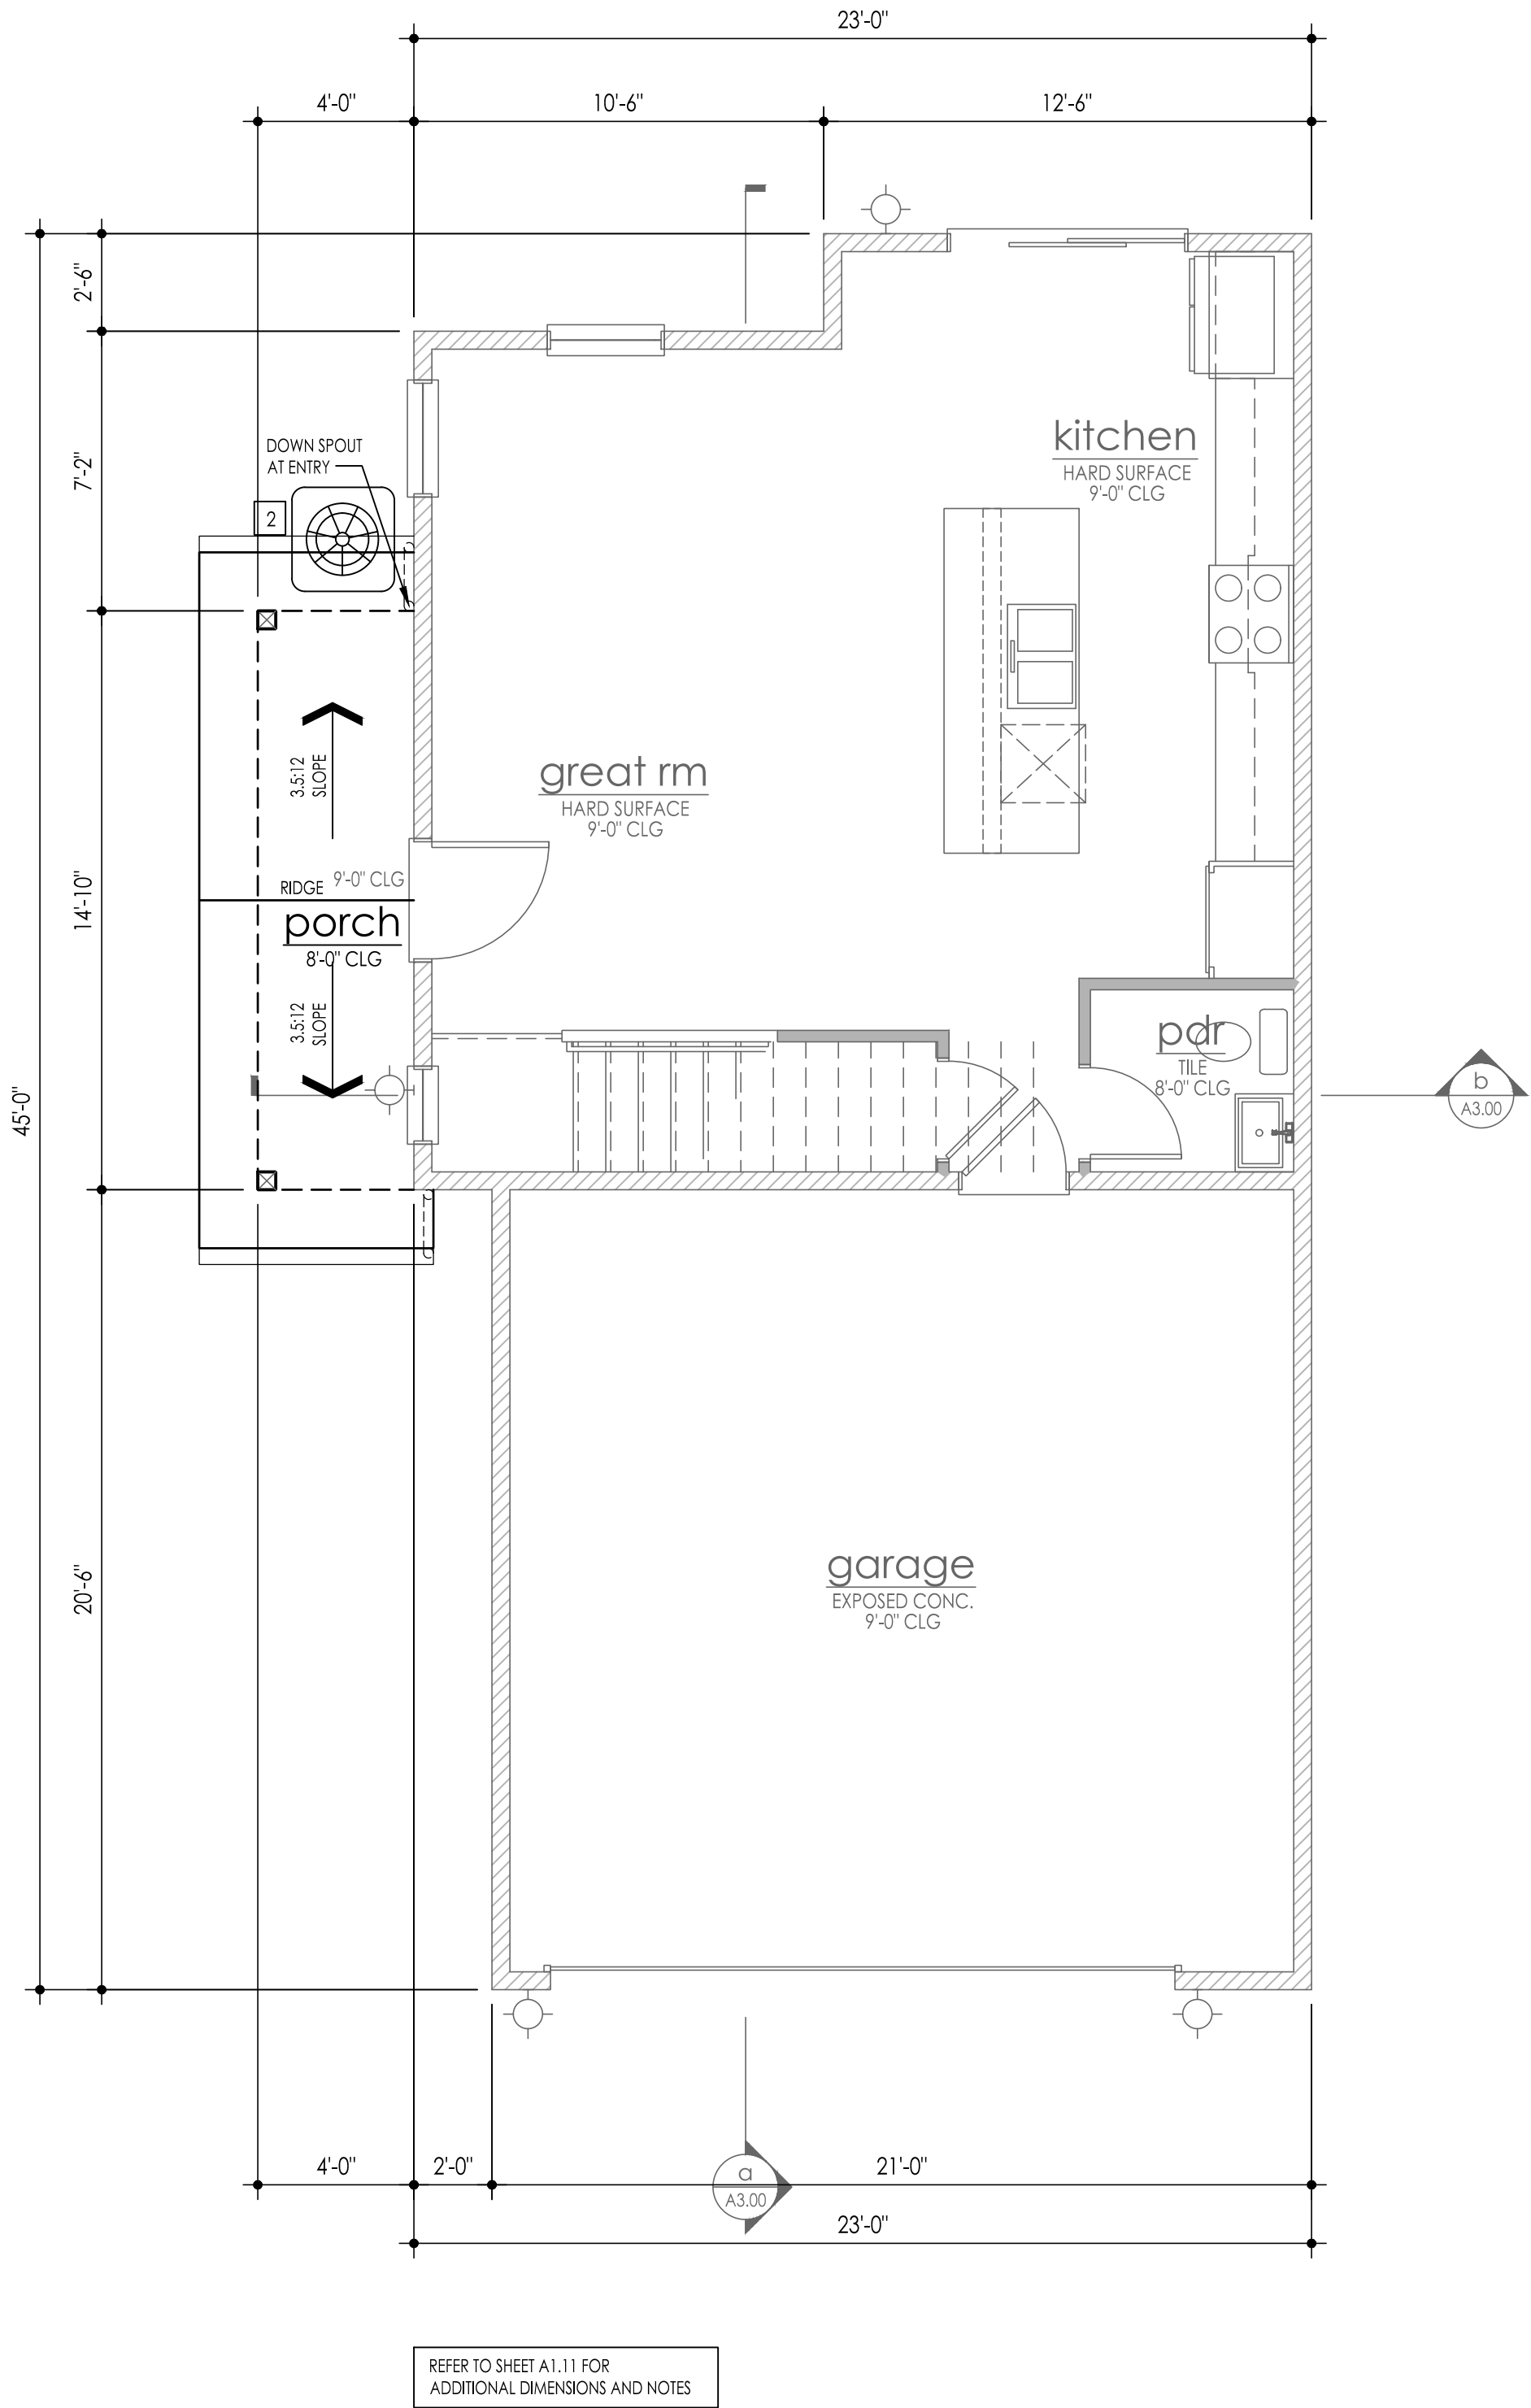 23'-0"
4'-0"
10'-6"
12'-6"
2'-6"
7'-2"
14'-10"
45'-0"
20'-6"
DOWN SPOUT
AT ENTRY
2
kitchen
HARD SURFACE
9'-0" CLG
3.5:12
SLOPE
great rm
HARD SURFACE
9'-0" CLG
RIDGE
9'-0" CLG
porch
8'-0" CLG
3.5:12
SLOPE
pdr
TILE
8'-0" CLG
b
A3.00
garage
EXPOSED CONC.
9'-0" CLG
4'-0"
2'-0"
21'-0"
a
A3.00
23'-0"
REFER TO SHEET A1.11 FOR
ADDITIONAL DIMENSIONS AND NOTES